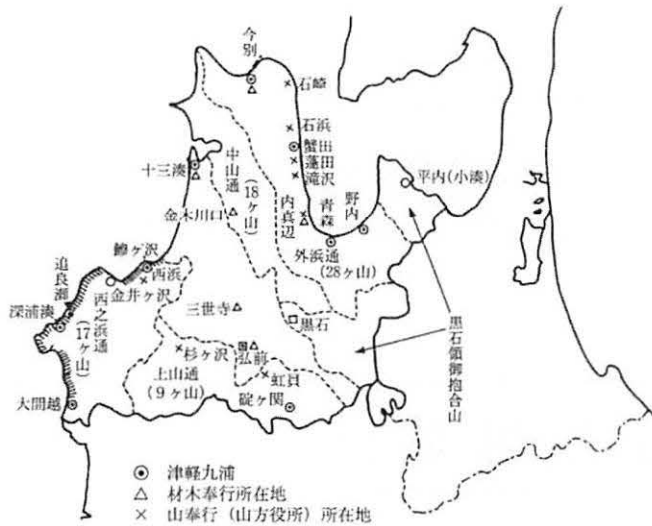 今別
石崎
石浜
蟹田
蓬田
滝沢
十三湊
中山通
(18ヶ山)
平内(小湊)
金木川口
内真辺
青森
野内
外浜通
(28ヶ山)
鰺ヶ沢
西浜
追良瀬
金井ヶ沢
深浦湊
西之浜通
(17ヶ山)
三世寺
黒石
黒石領御抱合山
杉ヶ沢
弘前
上山通
(9ヶ山)
虹貝
碇ヶ関
大間越
◉ 津軽九浦
△ 材木奉行所在地
× 山奉行（山方役所）所在地